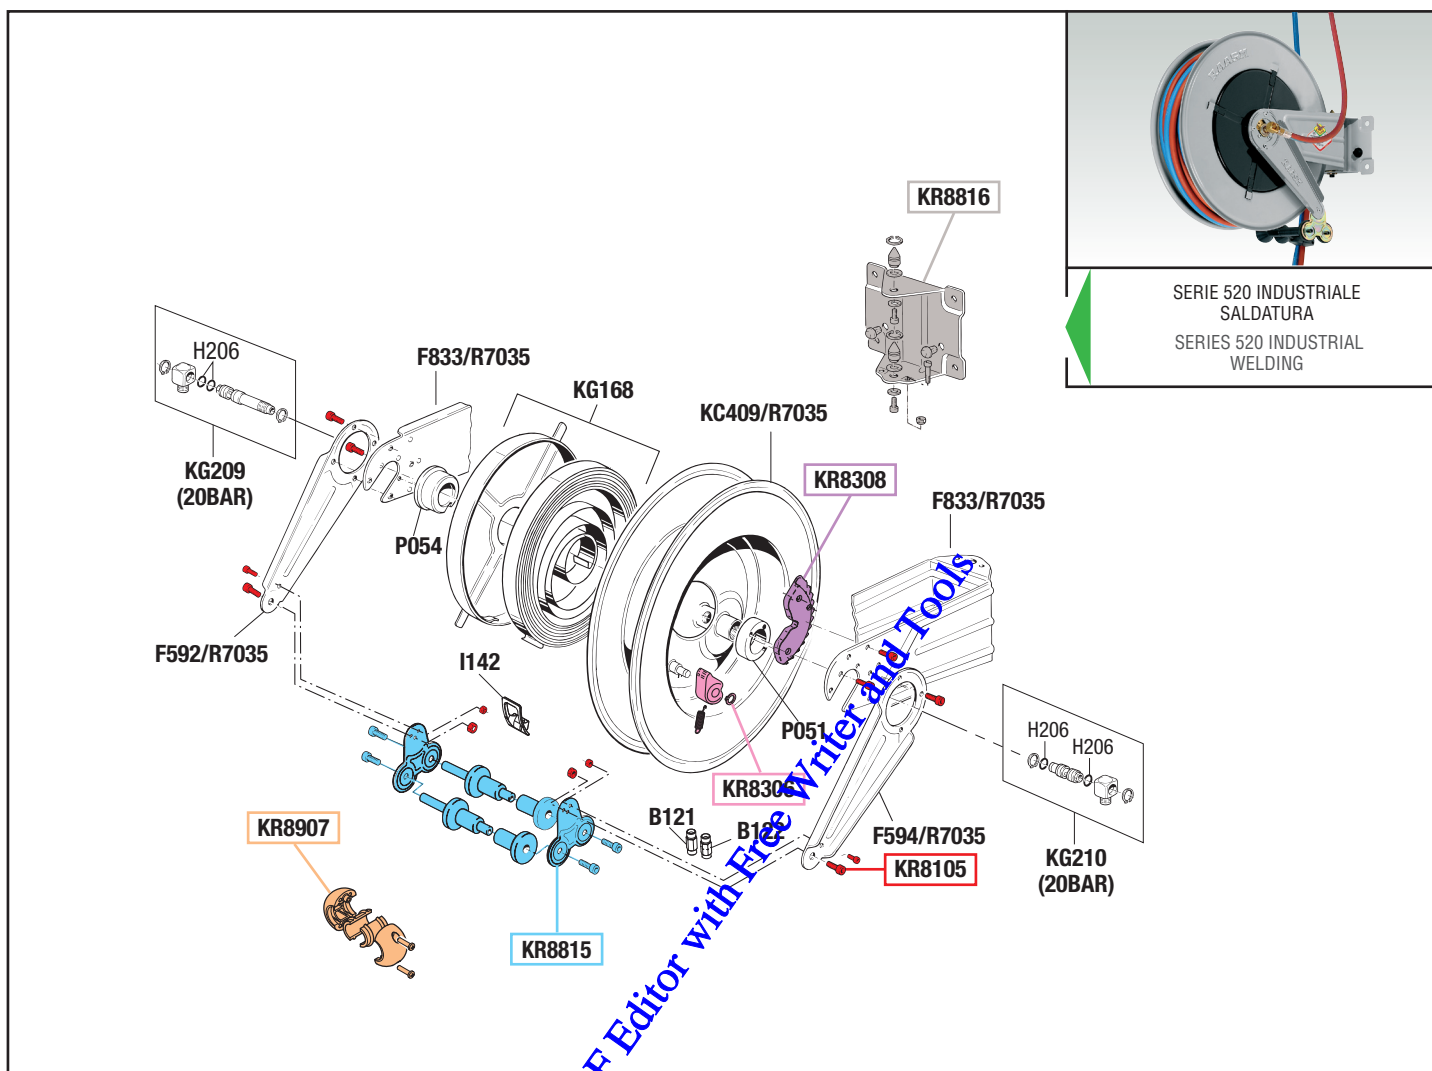 KR8816
SERIE 520 INDUSTRIALE
SALDATURA
SERIES 520 INDUSTRIAL
WELDING
H206
F833/R7035
KG168
KC409/R7035
KG209
(20BAR)
KR8308
F833/R7035
P054
F592/R7035
I142
P051
H206
H206
KR8306
B121
B122
F594/R7035
KG210
(20BAR)
KR8907
KR8105
KR8815
F Editor with Free Writer and Tools